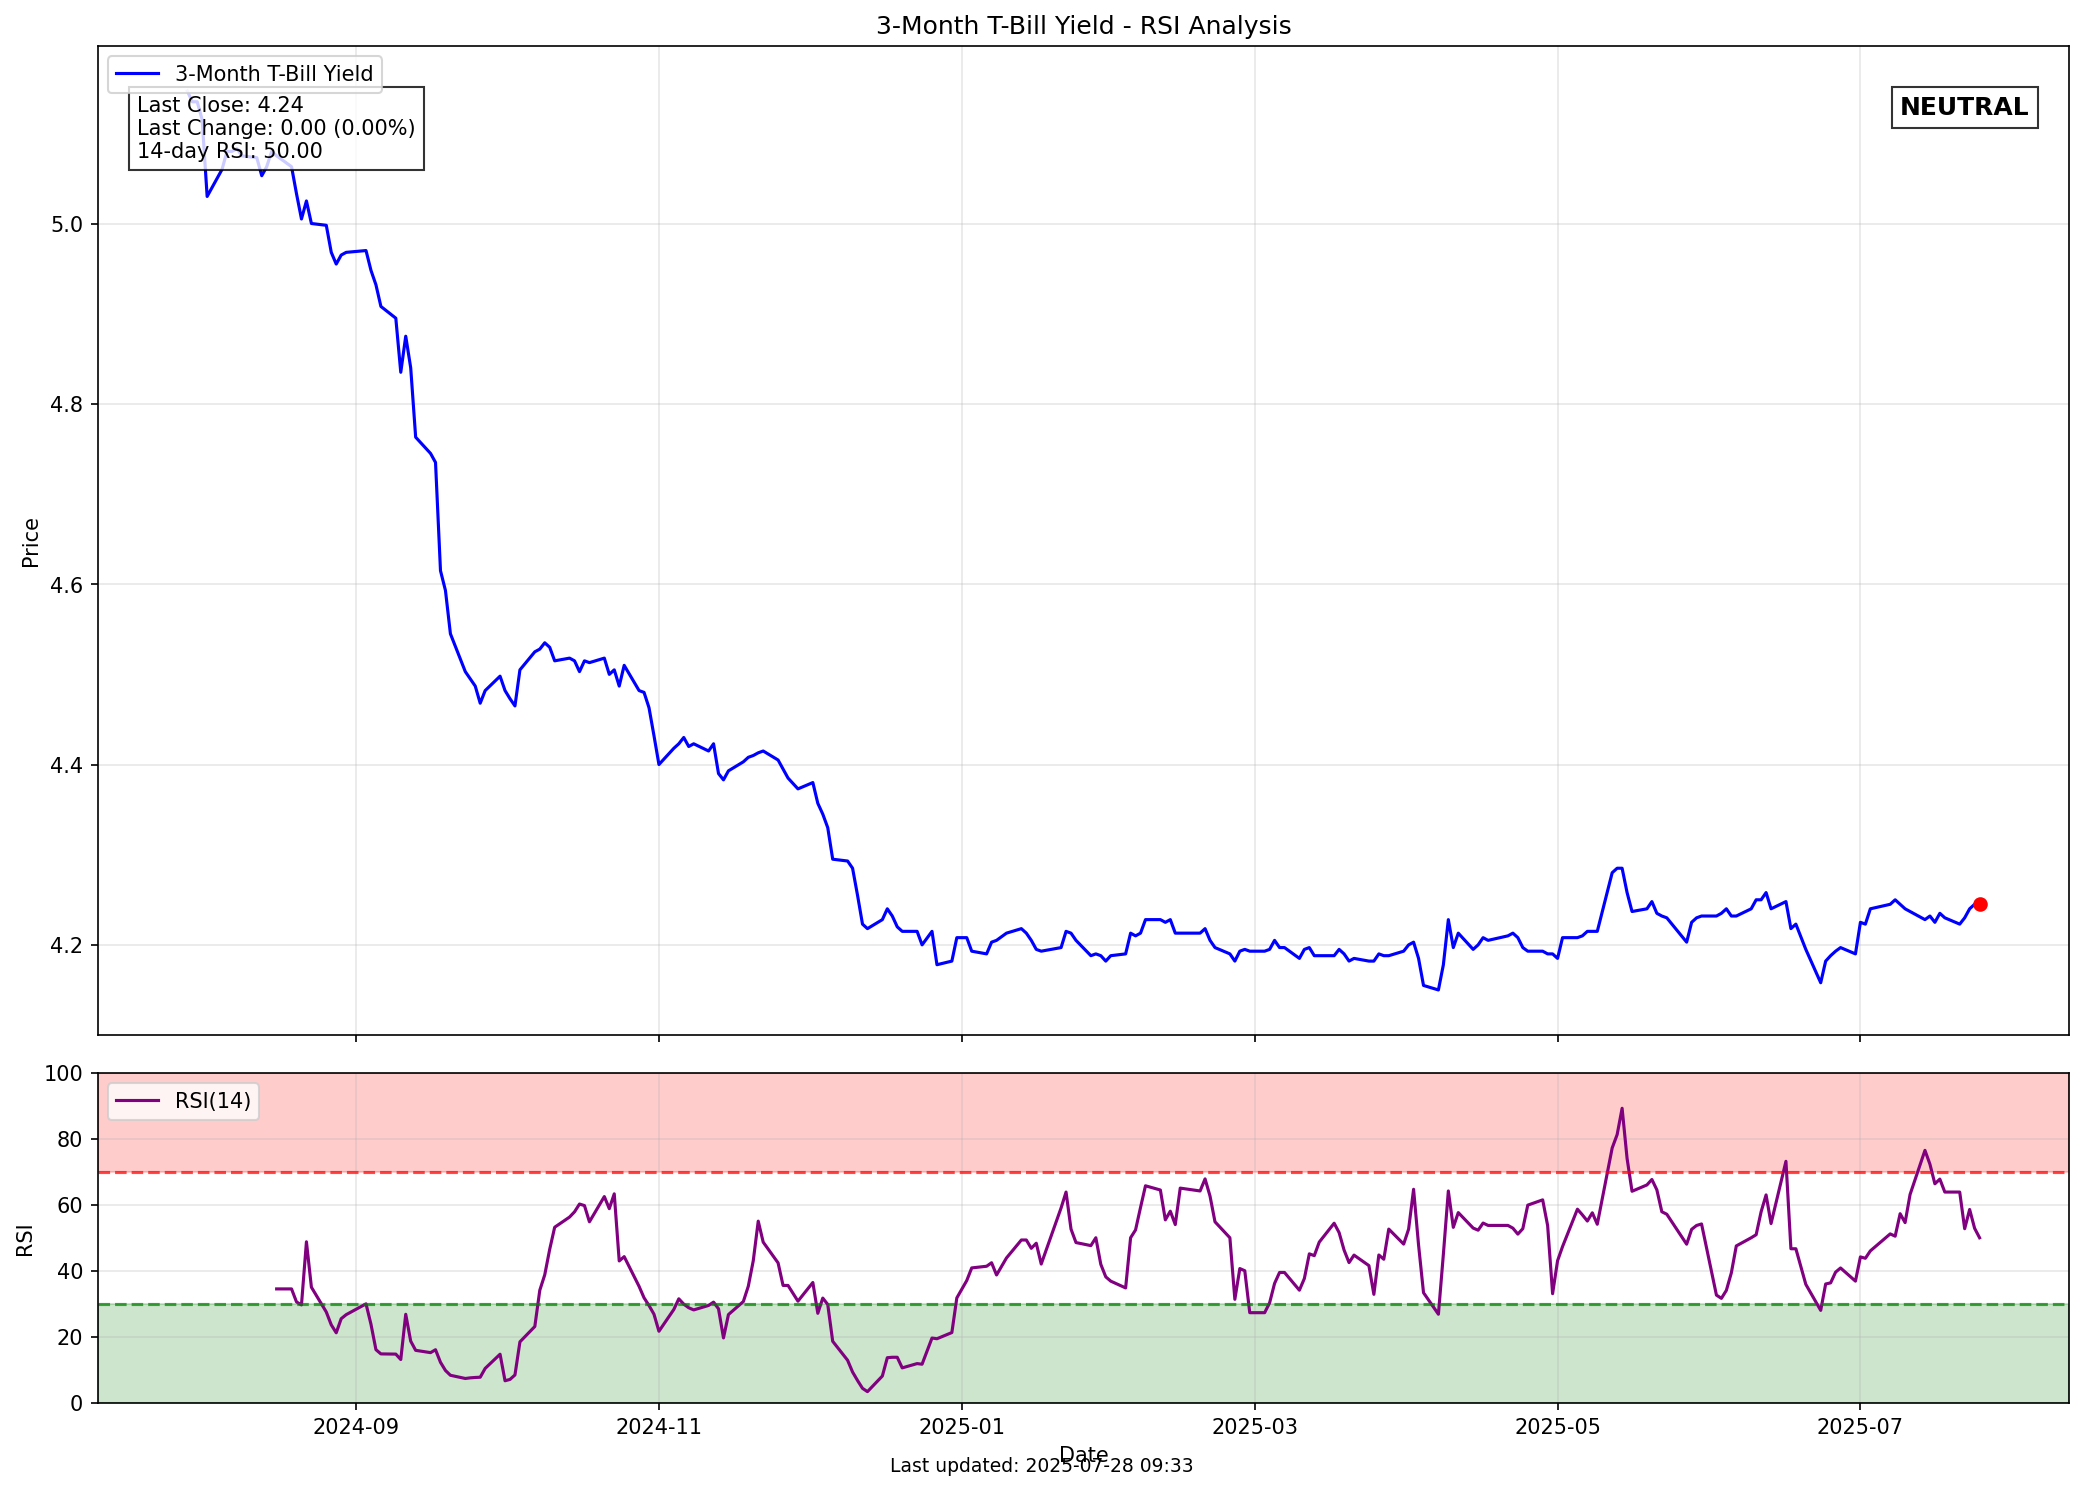 3-Month T-Bill Yield - RSI Analysis
3-Month T-Bill Yield
Last Close: 4.24
Last Change: 0.00 (0.00%)
14-day RSI: 50.00
NEUTRAL
Price
5.0
4.8
4.6
4.4
4.2
RSI(14)
RSI
100
80
60
40
20
0
2024-09
2024-11
2025-01
2025-03
2025-05
2025-07
Date
Last updated: 2025-07-28 09:33